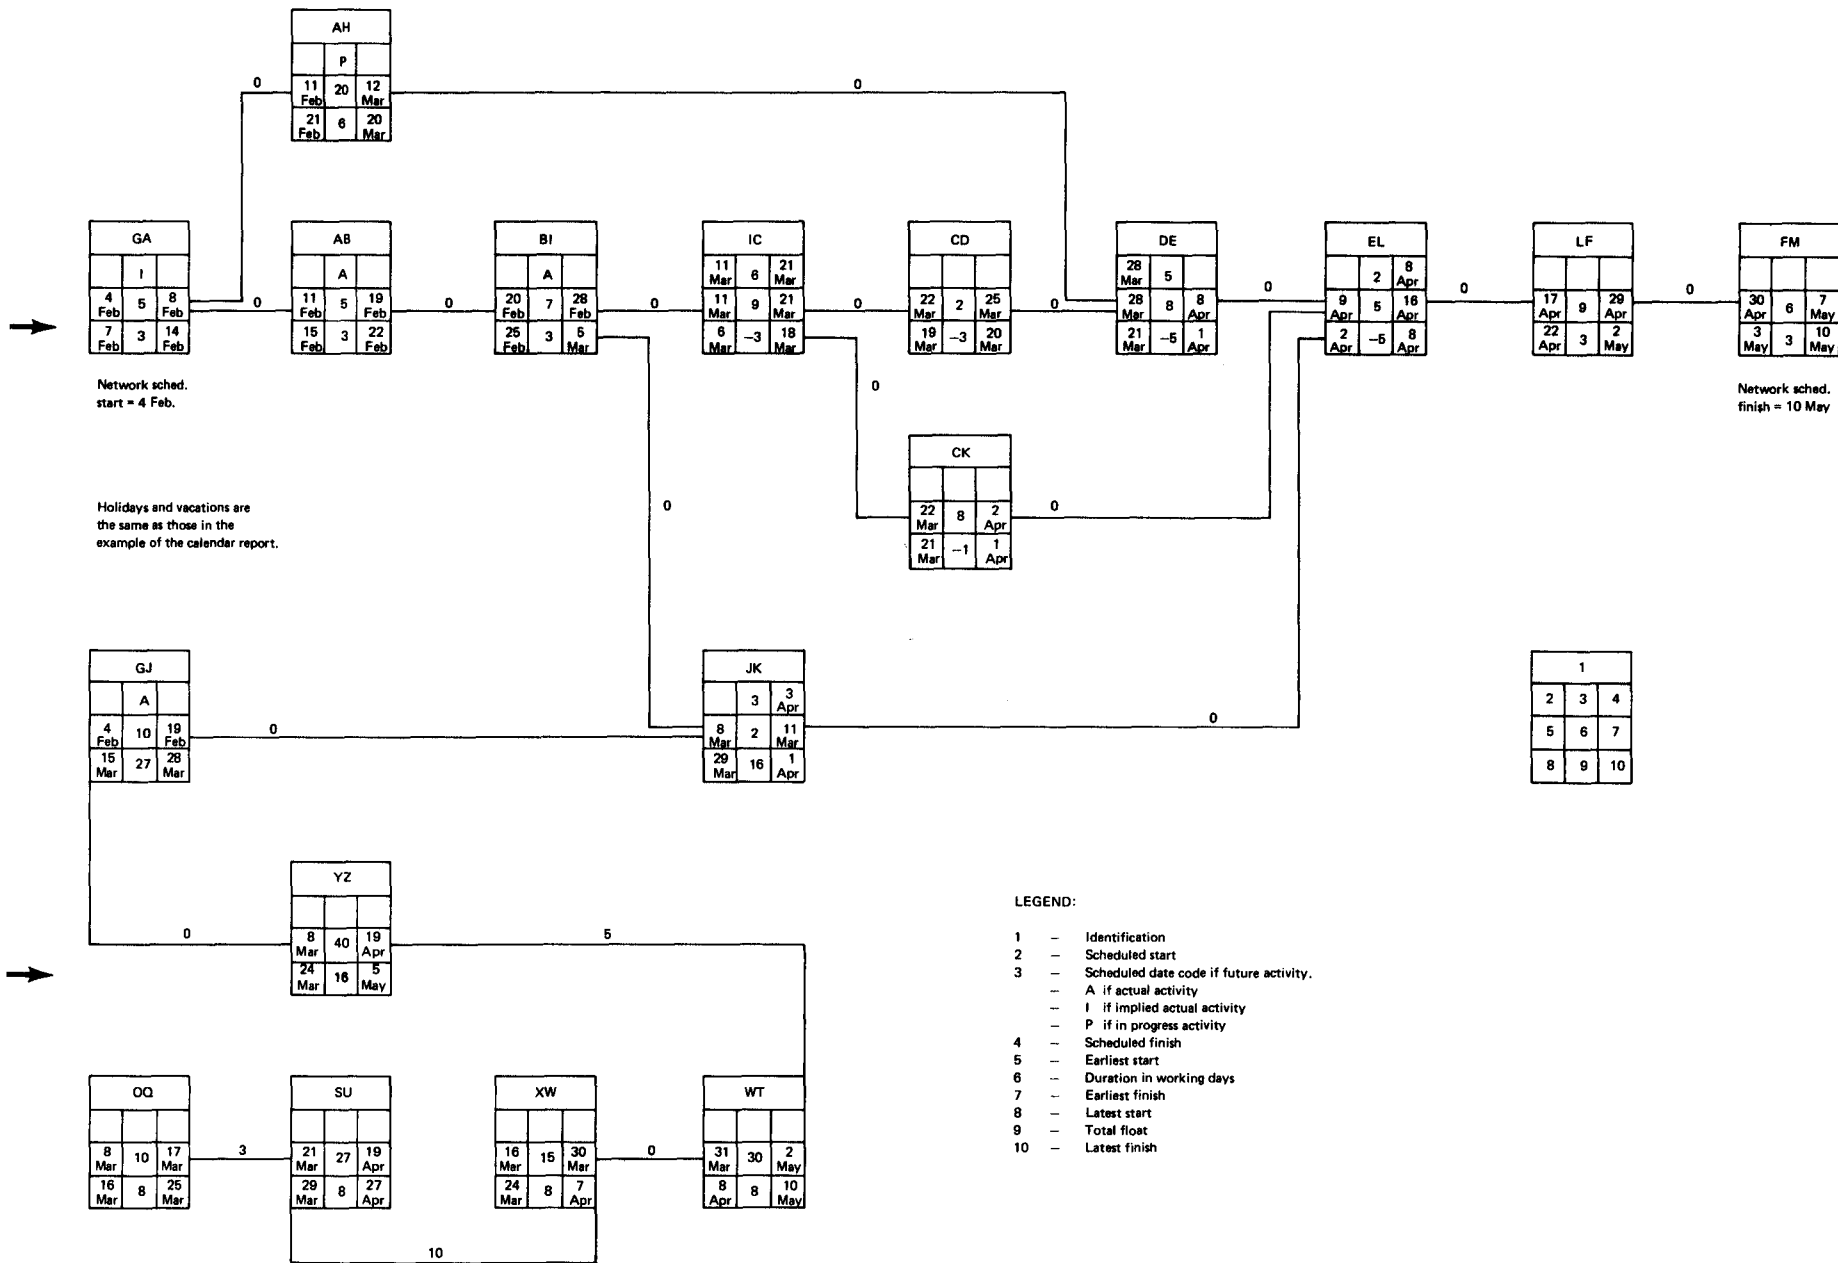 AH
P
0
0
11 Feb 20 12 Mar
21 Feb 6 20 Mar
GA
I
4 Feb 5 8 Feb
7 Feb 3 14 Feb
Network sched.
start = 4 Feb.
0
AB
A
11 Feb 5 19 Feb
15 Feb 3 22 Feb
0
BI
A
20 Feb 7 28 Feb
25 Feb 3 5 Mar
0
IC
11 Mar 6 21 Mar
11 Mar 9 21 Mar
6 Mar −3 18 Mar
0
CD
22 Mar 2 25 Mar
19 Mar −3 20 Mar
0
DE
28 Mar 5
28 Mar 8 8 Apr
21 Mar −5 1 Apr
0
EL
2 8 Apr
9 Apr 5 16 Apr
2 Apr −5 8 Apr
0
LF
17 Apr 9 29 Apr
22 Apr 3 2 May
0
FM
30 Apr 6 7 May
3 May 3 10 May
Network sched.
finish = 10 May
0
CK
22 Mar 8 2 Apr
21 Mar −1 1 Apr
0
0
Holidays and vacations are
the same as those in the
example of the calendar report.
GJ
A
4 Feb 10 19 Feb
15 Mar 27 28 Mar
0
JK
3 3 Apr
8 Mar 2 11 Mar
29 Mar 16 1 Apr
0
1
2 3 4
5 6 7
8 9 10
YZ
0
5
8 Mar 40 19 Apr
24 Mar 16 5 May
OQ
8 Mar 10 17 Mar
16 Mar 8 25 Mar
3
SU
21 Mar 27 19 Apr
29 Mar 8 27 Apr
10
XW
16 Mar 15 30 Mar
24 Mar 8 7 Apr
0
WT
31 Mar 30 2 May
8 Apr 8 10 May
LEGEND:
1 – Identification
2 – Scheduled start
3 – Scheduled date code if future activity.
– A if actual activity
– I if implied actual activity
– P if in progress activity
4 – Scheduled finish
5 – Earliest start
6 – Duration in working days
7 – Earliest finish
8 – Latest start
9 – Total float
10 – Latest finish